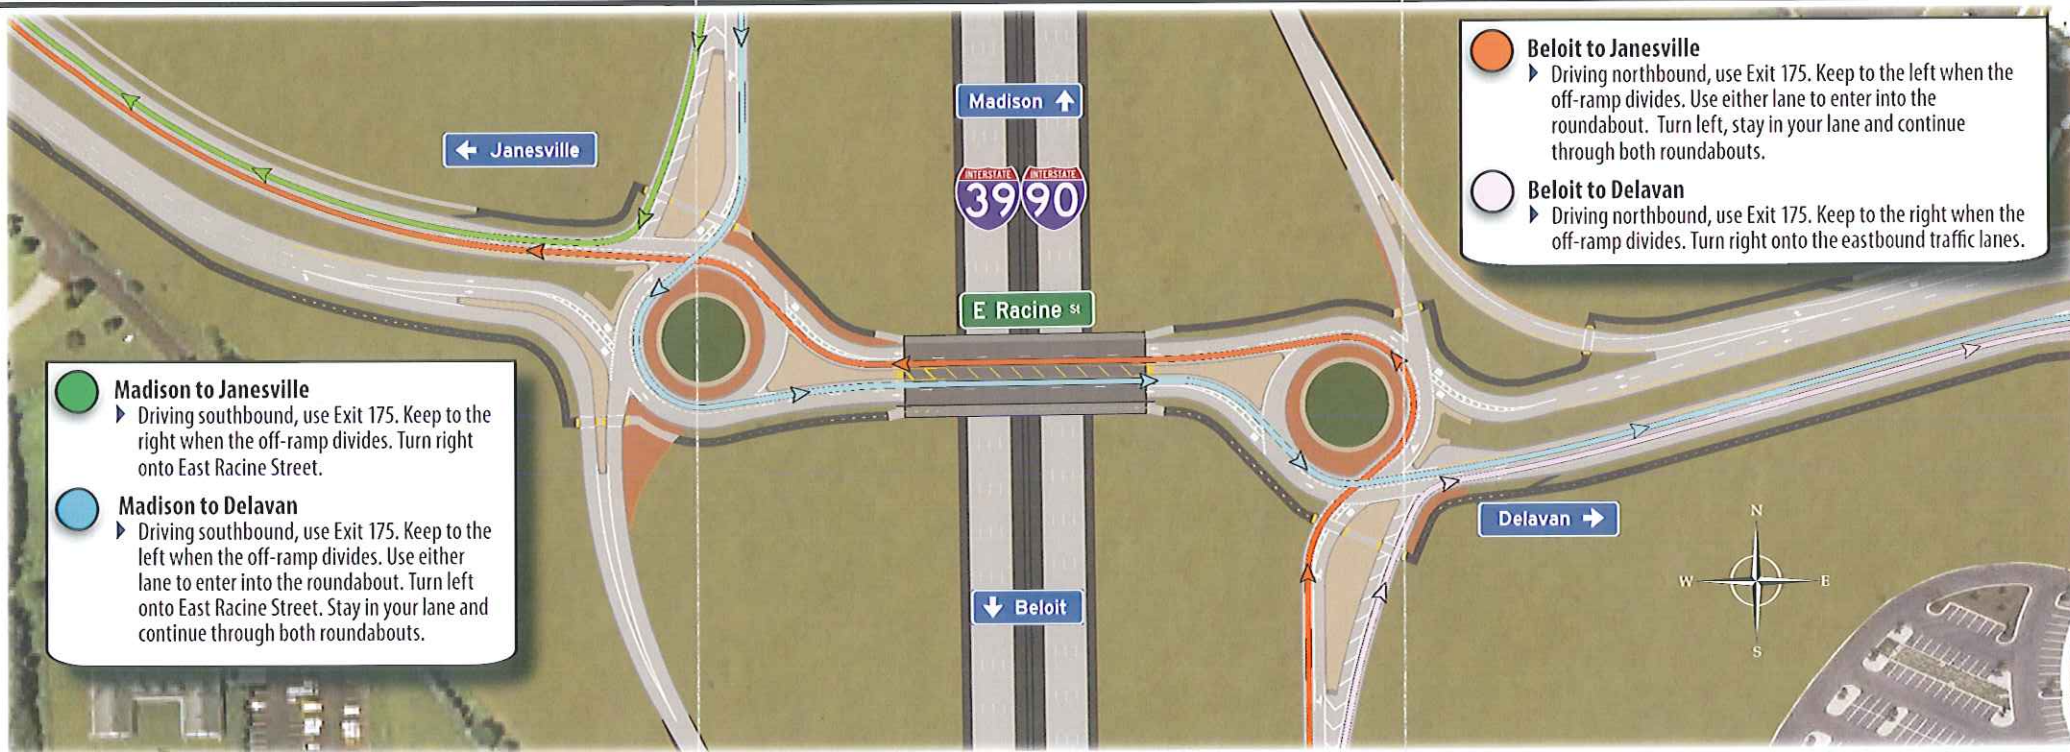 Madison ↑
← Janesville
INTERSTATE
39
INTERSTATE
90
E Racine St
↓ Beloit
Delavan →
N
W
E
S
Madison to Janesville
Driving southbound, use Exit 175. Keep to the
right when the off-ramp divides. Turn right
onto East Racine Street.
Madison to Delavan
Driving southbound, use Exit 175. Keep to the
left when the off-ramp divides. Use either
lane to enter into the roundabout. Turn left
onto East Racine Street. Stay in your lane and
continue through both roundabouts.
Beloit to Janesville
Driving northbound, use Exit 175. Keep to the left when the
off-ramp divides. Use either lane to enter into the
roundabout. Turn left, stay in your lane and continue
through both roundabouts.
Beloit to Delavan
Driving northbound, use Exit 175. Keep to the right when the
off-ramp divides. Turn right onto the eastbound traffic lanes.